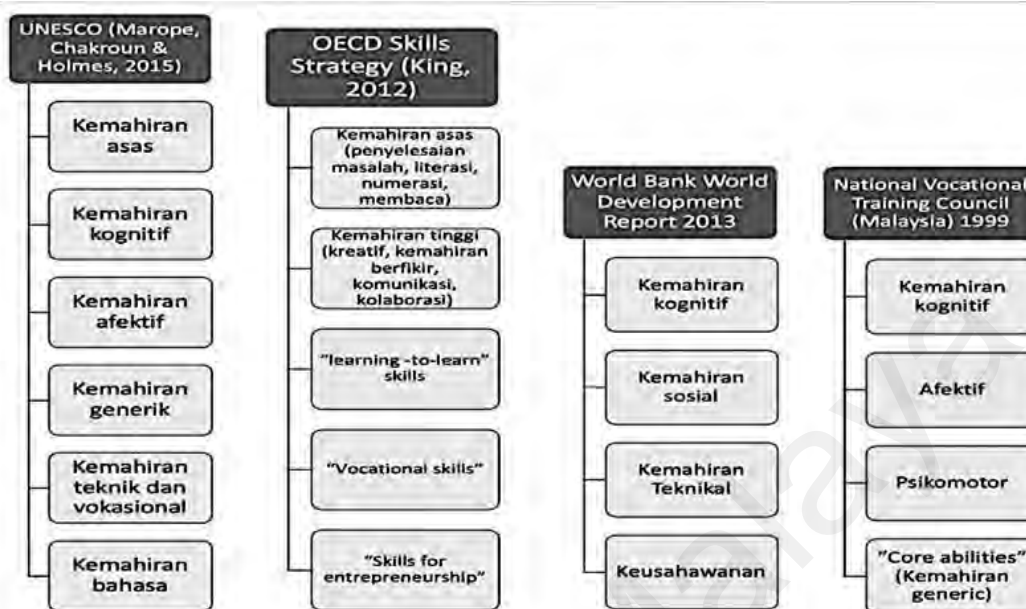 UNESCO (Marope,
Chakroun &
Holmes, 2015)
Kemahiran
asas
Kemahiran
kognitif
Kemahiran
afektif
Kemahiran
generik
Kemahiran
teknik dan
vokasional
Kemahiran
bahasa
OECD Skills
Strategy (King,
2012)
Kemahiran asas
(penyelesaian
masalah, literasi,
numerasi,
membaca)
Kemahiran tinggi
(kreatif, kemahiran
berfikir,
komunikasi,
kolaborasi)
"learning -to-learn"
skills
"Vocational skills"
"Skills for
entrepreneurship"
World Bank World
Development
Report 2013
Kemahiran
kognitif
Kemahiran
sosial
Kemahiran
Teknikal
Keusahawanan
National Vocational
Training Council
(Malaysia) 1999
Kemahiran
kognitif
Afektif
Psikomotor
"Core abilities"
(Kemahiran
generic)
alaya